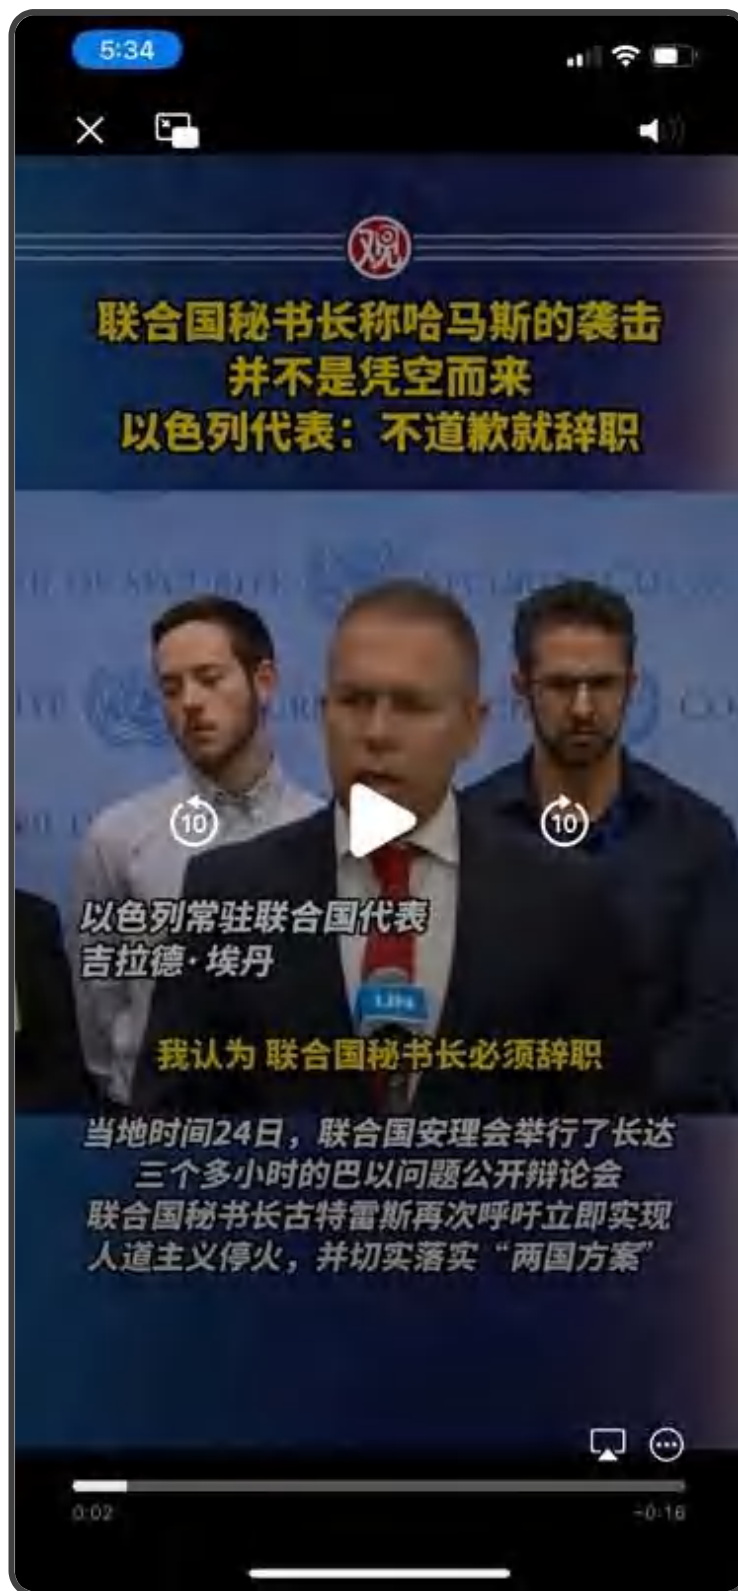 5:34
观
联合国秘书长称哈马斯的袭击
并不是凭空而来
以色列代表：不道歉就辞职
10
10
以色列常驻联合国代表
吉拉德·埃丹
我认为 联合国秘书长必须辞职
当地时间24日，联合国安理会举行了长达
三个多小时的巴以问题公开辩论会
联合国秘书长古特雷斯再次呼吁立即实现
人道主义停火，并切实落实“两国方案”
0:02
-0:16